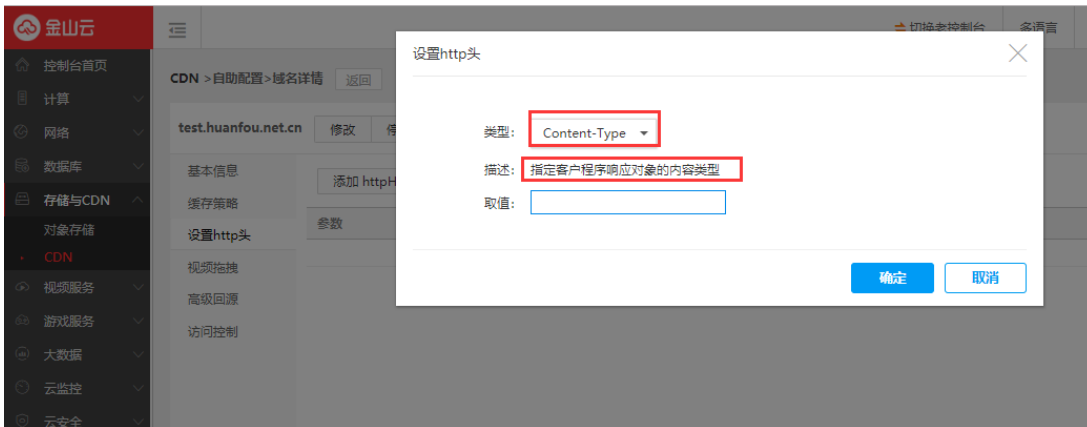 金山云
切换老控制台
多语言
控制台首页
计算
网络
数据库
存储与CDN
对象存储
CDN
视频服务
游戏服务
大数据
云监控
云安全
CDN >自助配置>域名详情
返回
test.huanfou.net.cn
修改
停
基本信息
缓存策略
设置http头
视频拖拽
高级回源
访问控制
添加 httpH
参数
设置http头
类型: Content-Type
描述: 指定客户程序响应对象的内容类型
取值:
确定
取消